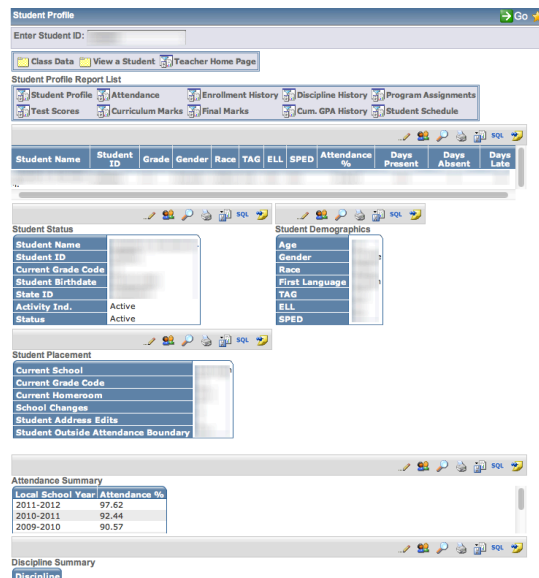 Student Profile
Go
Enter Student ID:
Class Data View a Student Teacher Home Page
Student Profile Report List
Student Profile Attendance Enrollment History Discipline History Program Assignments
Test Scores Curriculum Marks Final Marks Cum. GPA History Student Schedule
SQL
Student Name Student ID Grade Gender Race TAG ELL SPED Attendance % Days Present Days Absent Days Late
SQL
SQL
Student Status
Student Name
Student ID
Current Grade Code
Student Birthdate
State ID
Activity Ind. Active
Status Active
Student Demographics
Age
Gender
Race
First Language
TAG
ELL
SPED
SQL
Student Placement
Current School
Current Grade Code
Current Homeroom
School Changes
Student Address Edits
Student Outside Attendance Boundary
SQL
Attendance Summary
Local School Year Attendance %
2011-2012 97.62
2010-2011 92.44
2009-2010 90.57
SQL
Discipline Summary
Discipline